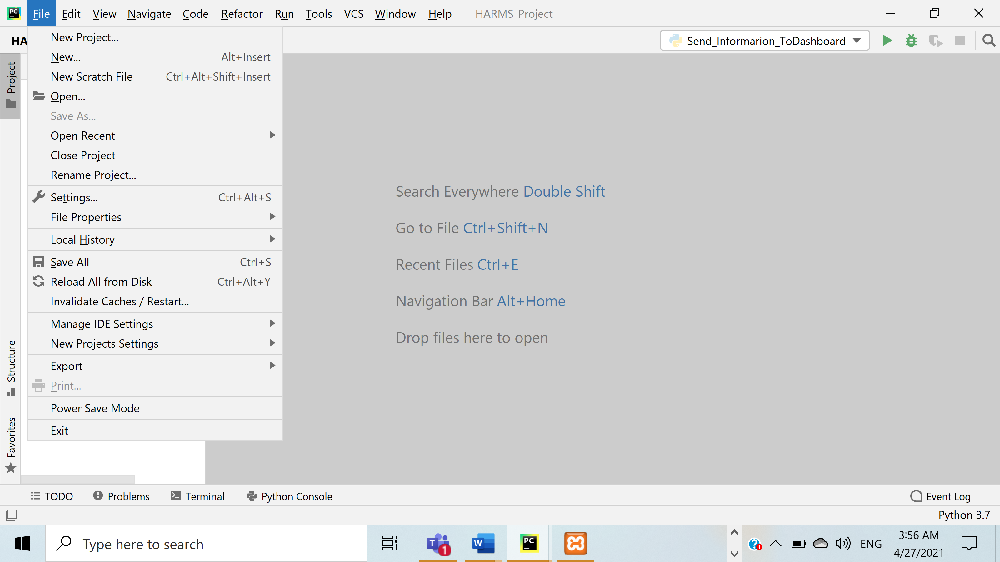 PC File Edit View Navigate Code Refactor Run Tools VCS Window Help HARMS_Project
HA
Send_Informarion_ToDashboard
Project
Structure
Favorites
New Project...
New... Alt+Insert
New Scratch File Ctrl+Alt+Shift+Insert
Open...
Save As...
Open Recent
Close Project
Rename Project...
Settings... Ctrl+Alt+S
File Properties
Local History
Save All Ctrl+S
Reload All from Disk Ctrl+Alt+Y
Invalidate Caches / Restart...
Manage IDE Settings
New Projects Settings
Export
Print...
Power Save Mode
Exit
Search Everywhere Double Shift
Go to File Ctrl+Shift+N
Recent Files Ctrl+E
Navigation Bar Alt+Home
Drop files here to open
TODO Problems Terminal Python Console Event Log
Python 3.7
Type here to search
T 1
W
PC
ENG
3:56 AM
4/27/2021